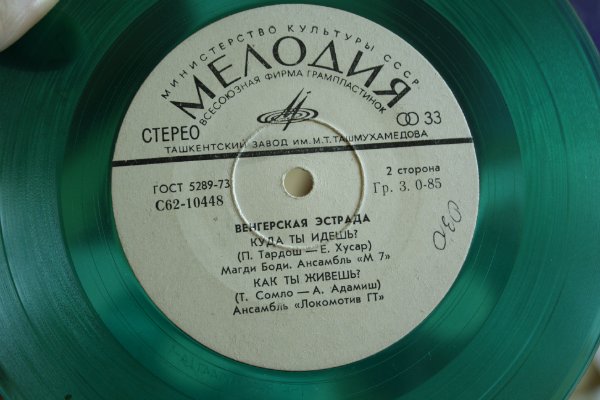 МИНИСТЕРСТВО КУЛЬТУРЫ СССР
МЕЛОДИЯ
ВСЕСОЮЗНАЯ ФИРМА ГРАМПЛАСТИНОК
СТЕРЕО
33
ТАШКЕНТСКИЙ ЗАВОД ИМ. М.Т. ТАШМУХАМЕДОВА
ГОСТ 5289-73
2 сторона
С62-10448
Гр. 3. 0-85
ВЕНГЕРСКАЯ ЭСТРАДА
КУДА ТЫ ИДЕШЬ?
(П. Тардош — Е. Хусар)
Магди Боди. Ансамбль «М 7»
КАК ТЫ ЖИВЕШЬ?
(Т. Сомло — А. Адамиш)
Ансамбль «Локомотив ГТ»
030